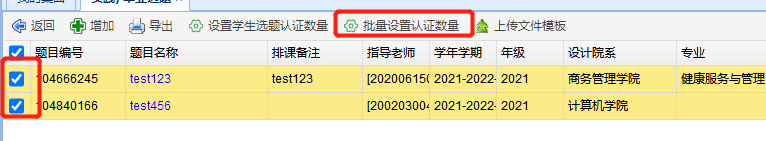 返回 增加 导出 设置学生选题认证数量 批量设置认证数量 上传文件模板
题目编号 题目名称 排课备注 指导老师 学年学期 年级 设计院系 专业
104666245 test123 test123 [202006150 2021-2022- 2021 商务管理学院 健康服务与管理
104840166 test456 [200203004 2021-2022- 2021 计算机学院